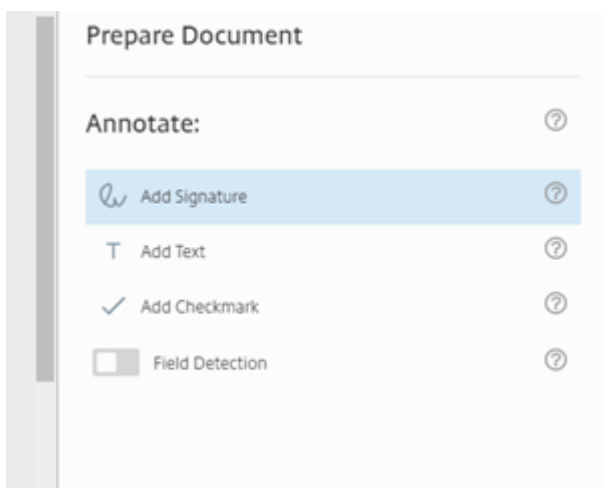 Prepare Document
Annotate:
Add Signature
Add Text
Add Checkmark
Field Detection